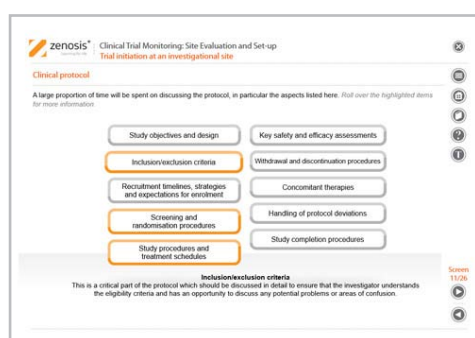 zenosis*
Clinical Trial Monitoring: Site Evaluation and Set-up
Trial initiation at an investigational site
Clinical protocol
A large proportion of time will be spent on discussing the protocol, in particular the aspects listed here. Roll over the highlighted items
for more information.
Study objectives and design
Inclusion/exclusion criteria
Recruitment timelines, strategies
and expectations for enrolment
Screening and
randomisation procedures
Study procedures and
treatment schedules
Key safety and efficacy assessments
Withdrawal and discontinuation procedures
Concomitant therapies
Handling of protocol deviations
Study completion procedures
Inclusion/exclusion criteria
This is a critical part of the protocol which should be discussed in detail to ensure that the investigator understands
the eligibility criteria and has an opportunity to discuss any potential problems or areas of confusion.
Screen
11/26